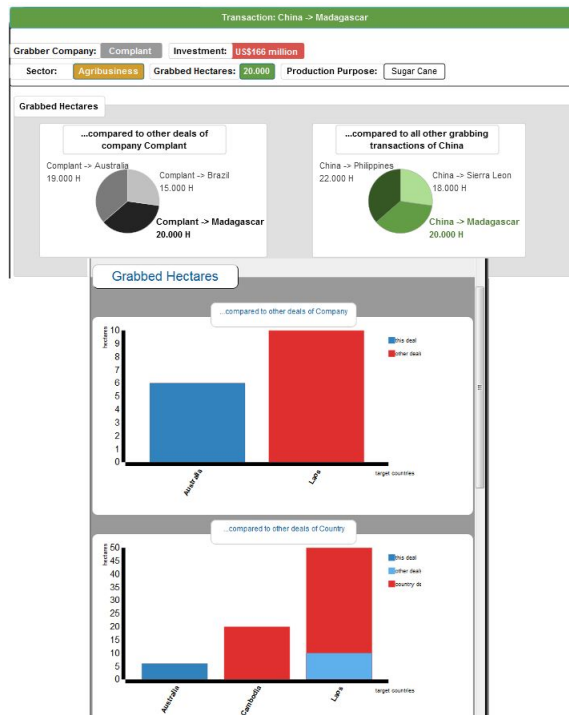 Transaction: China -> Madagascar
Grabber Company: Complant Investment: US$166 million
Sector: Agribusiness Grabbed Hectares: 20.000 Production Purpose: Sugar Cane
Grabbed Hectares
...compared to other deals of
company Complant
Complant -> Australia
19.000 H
Complant -> Brazil
15.000 H
Complant -> Madagascar
20.000 H
...compared to all other grabbing
transactions of China
China -> Philippines
22.000 H
China -> Sierra Leon
18.000 H
China -> Madagascar
20.000 H
Grabbed Hectares
...compared to other deals of Company
hectares
10
9
8
7
6
5
4
3
2
1
0
Australia
Laos
target countries
this deal
other deals
...compared to other deals of Country
hectares
50
45
40
35
30
25
20
15
10
5
0
Australia
Cambodia
Laos
target countries
this deal
other deals
country de